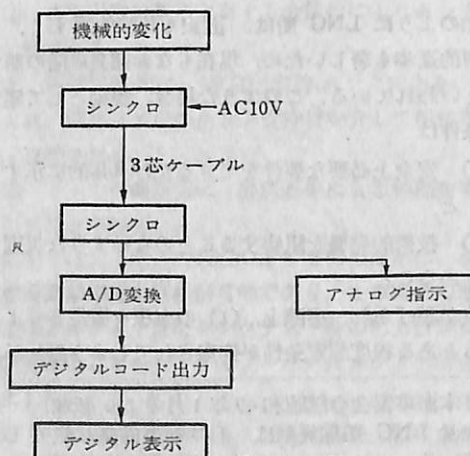 機械的変化
シンクロ
AC10V
3芯ケーブル
シンクロ
A/D変換
アナログ指示
デジタルコード出力
デジタル表示